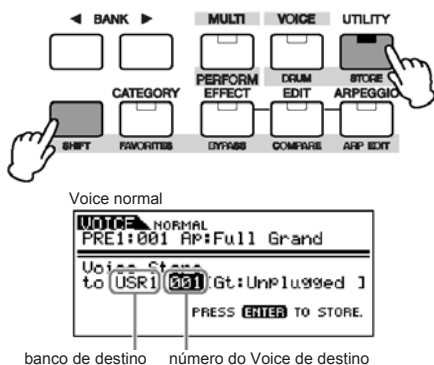 ◀ BANK ▶ MULTI VOICE UTILITY
PERFORM DRUM STORE
CATEGORY EFFECT EDIT ARPEGGIO
SHIFT FAVORITES BYPASS COMPARE ARP EDIT
Voice normal
VOICE NORMAL
PRE1:001 AP:Full Grand
Voice Store
to USR1 001[Gt:Unplugged ]
PRESS ENTER TO STORE.
banco de destino número do Voice de destino